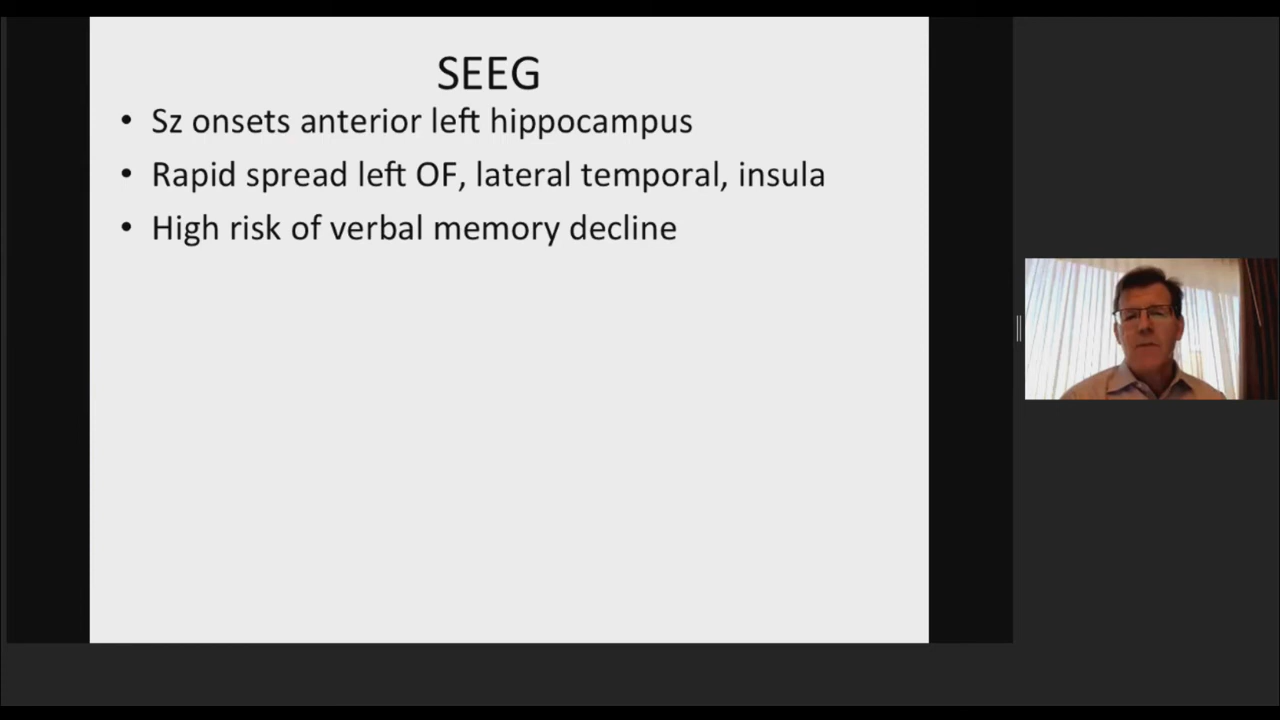 SEEG
• Sz onsets anterior left hippocampus
• Rapid spread left OF, lateral temporal, insula
• High risk of verbal memory decline